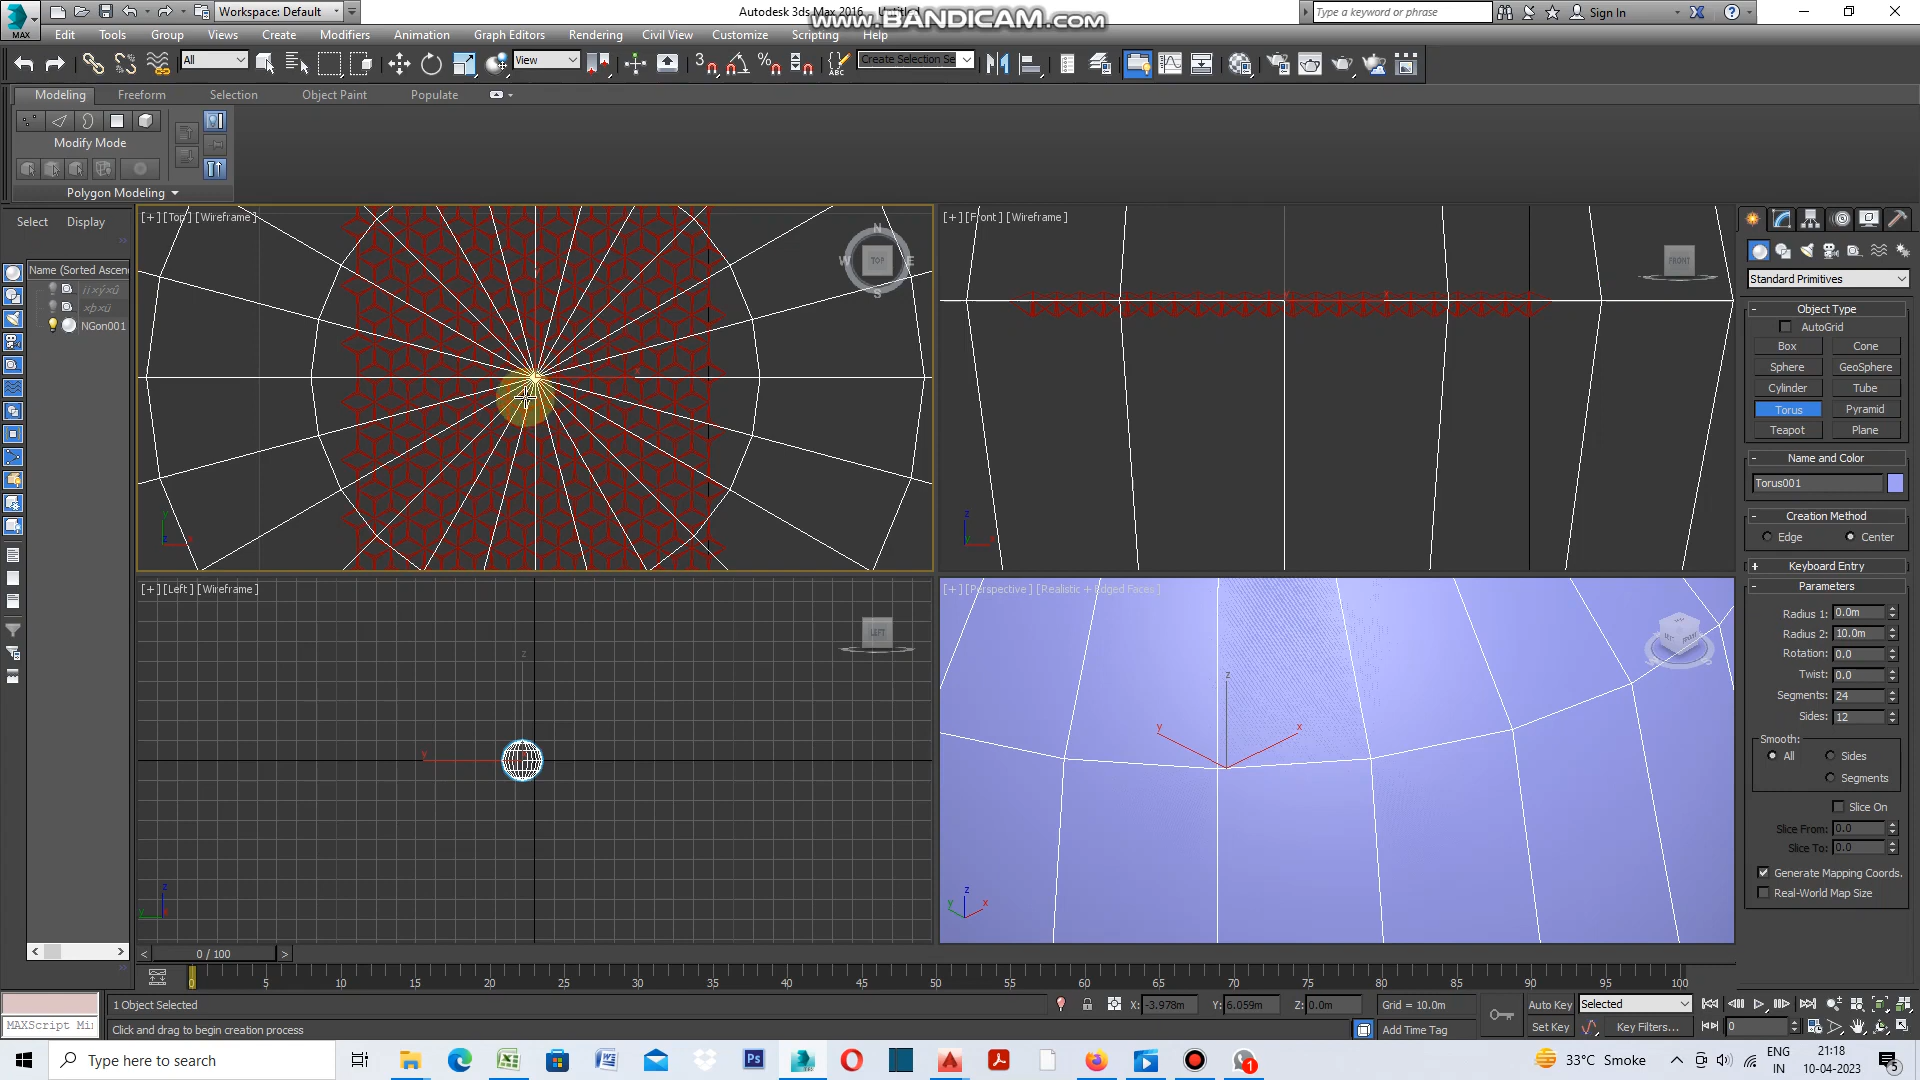 Workspace: Default
Autodesk 3ds Max 2016
www.BANDICAM.com
Type a keyword or phrase
Sign In
MAX
Edit Tools Group Views Create Modifiers Animation Graph Editors Rendering Civil View Customize Scripting Help
All
View
Create Selection Se
Modeling Freeform Selection Object Paint Populate
Modify Mode
Polygon Modeling
Select Display
Name (Sorted Ascen
NGon001
[+] [Top] [Wireframe]
TOP
N
W
E
S
[+] [Front] [Wireframe]
FRONT
[+] [Left] [Wireframe]
LEFT
[+] [Perspective] [Realistic + Edged Faces]
Standard Primitives
- Object Type
AutoGrid
Box Cone
Sphere GeoSphere
Cylinder Tube
Torus Pyramid
Teapot Plane
- Name and Color
Torus001
- Creation Method
Edge Center
+ Keyboard Entry
- Parameters
Radius 1: 0.0m
Radius 2: 10.0m
Rotation: 0.0
Twist: 0.0
Segments: 24
Sides: 12
Smooth:
All Sides
Segments
Slice On
Slice From: 0.0
Slice To: 0.0
Generate Mapping Coords.
Real-World Map Size
< 0 / 100 >
0 5 10 15 20 25 30 35 40 45 50 55 60 65 70 75 80 85 90 95 100
1 Object Selected
X: -3.978m Y: 6.059m Z: 0.0m Grid = 10.0m
Auto Key Selected
MAXScript Mi
Click and drag to begin creation process
Add Time Tag
Set Key Key Filters... 0
Type here to search
33°C Smoke
ENG
IN
21:18
10-04-2023